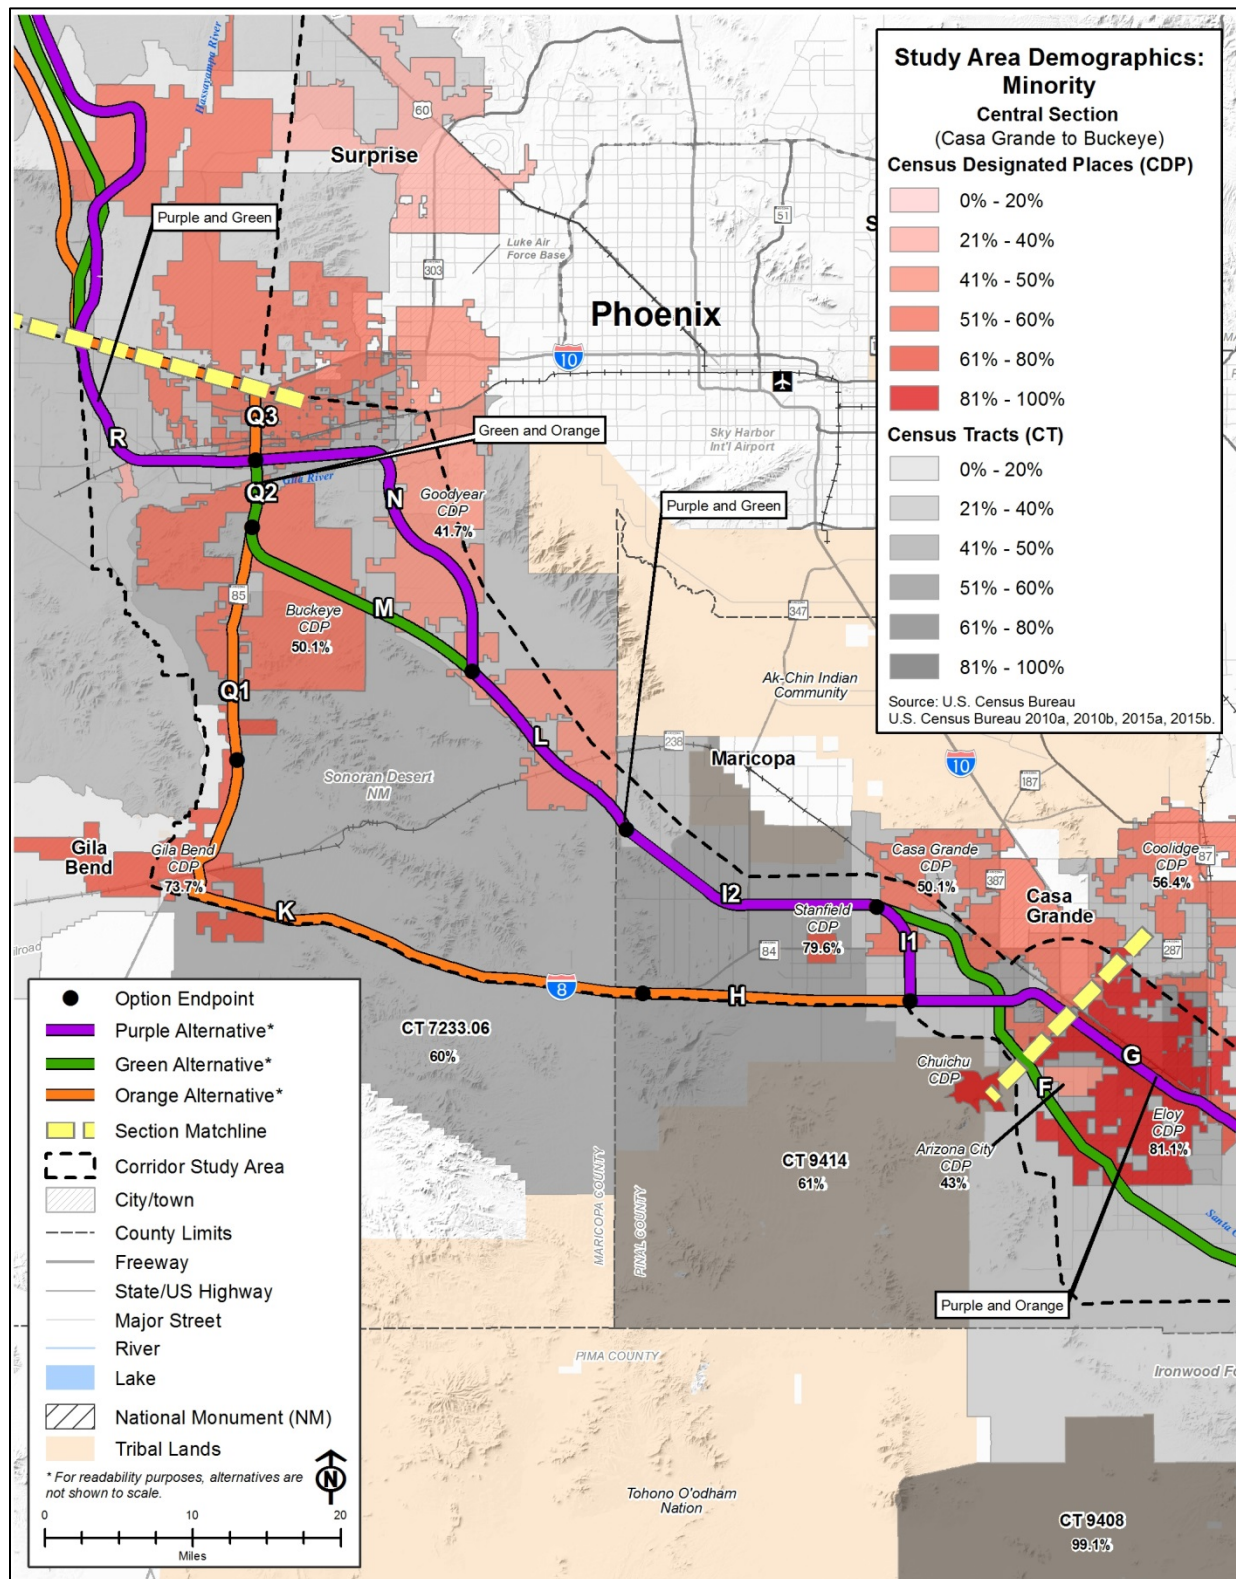 Study Area Demographics:
Minority
Central Section
(Casa Grande to Buckeye)
Census Designated Places (CDP)
0% - 20%
21% - 40%
41% - 50%
51% - 60%
61% - 80%
81% - 100%
Census Tracts (CT)
0% - 20%
21% - 40%
41% - 50%
51% - 60%
61% - 80%
81% - 100%
Source: U.S. Census Bureau
U.S. Census Bureau 2010a, 2010b, 2015a, 2015b.
Hassayampa River
60
Surprise
Purple and Green
51
Luke Air
Force Base
303
Phoenix
10
Q3
R
Green and Orange
Sky Harbor
Int'l Airport
Gila River
Q2
N
Goodyear
CDP
41.7%
Purple and Green
85
Buckeye
CDP
50.1%
M
347
Ak-Chin Indian
Community
Q1
L
238
Maricopa
10
187
Sonoran Desert
NM
Gila
Bend
Gila Bend
CDP
73.7%
Casa Grande
CDP
50.1%
387
Coolidge
CDP
56.4%
87
Casa
Grande
K
I2
Stanfield
CDP
79.6%
I1
84
287
8
H
CT 7233.06
60%
Chuichu
CDP
G
F
Eloy
CDP
81.1%
CT 9414
61%
Arizona City
CDP
43%
MARICOPA COUNTY
PINAL COUNTY
Purple and Orange
PIMA COUNTY
Tohono O'odham
Nation
CT 9408
99.1%
Option Endpoint
Purple Alternative*
Green Alternative*
Orange Alternative*
Section Matchline
Corridor Study Area
City/town
County Limits
Freeway
State/US Highway
Major Street
River
Lake
National Monument (NM)
Tribal Lands
* For readability purposes, alternatives are
not shown to scale.
N
0 10 20
Miles